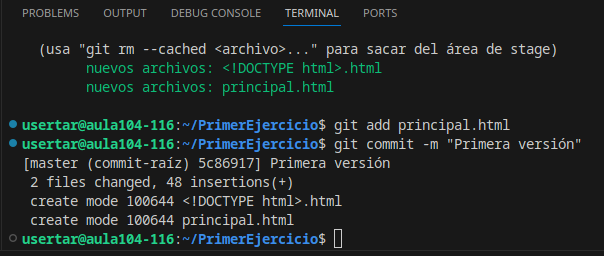 PROBLEMS OUTPUT DEBUG CONSOLE TERMINAL PORTS
(usa "git rm --cached <archivo>..." para sacar del área de stage)
nuevos archivos: <!DOCTYPE html>.html
nuevos archivos: principal.html
usertar@aula104-116:~/PrimerEjercicio$ git add principal.html
usertar@aula104-116:~/PrimerEjercicio$ git commit -m "Primera versión"
[master (commit-raíz) 5c86917] Primera versión
2 files changed, 48 insertions(+)
create mode 100644 <!DOCTYPE html>.html
create mode 100644 principal.html
usertar@aula104-116:~/PrimerEjercicio$